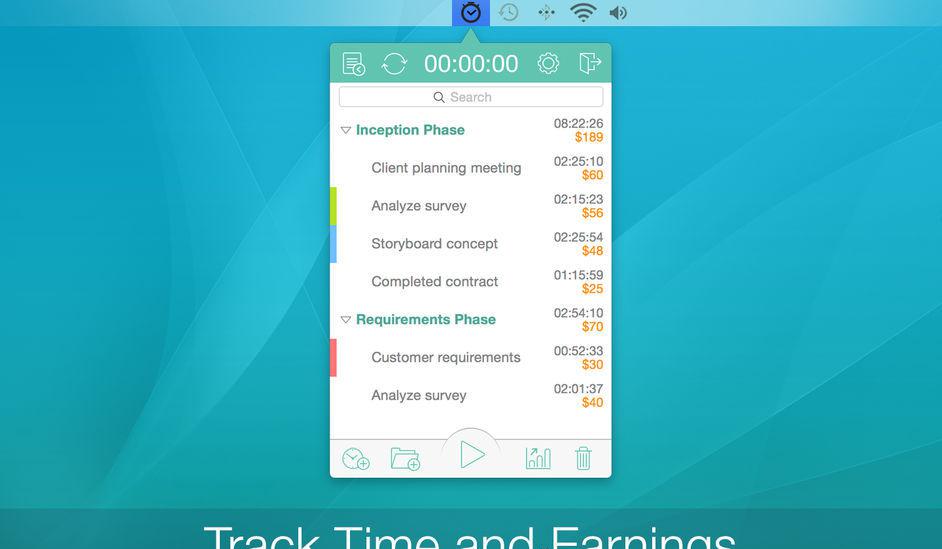 00:00:00
Search
Inception Phase 08:22:26
$189
Client planning meeting 02:25:10
$60
Analyze survey 02:15:23
$56
Storyboard concept 02:25:54
$48
Completed contract 01:15:59
$25
Requirements Phase 02:54:10
$70
Customer requirements 00:52:33
$30
Analyze survey 02:01:37
$40
Track Time and Earnings